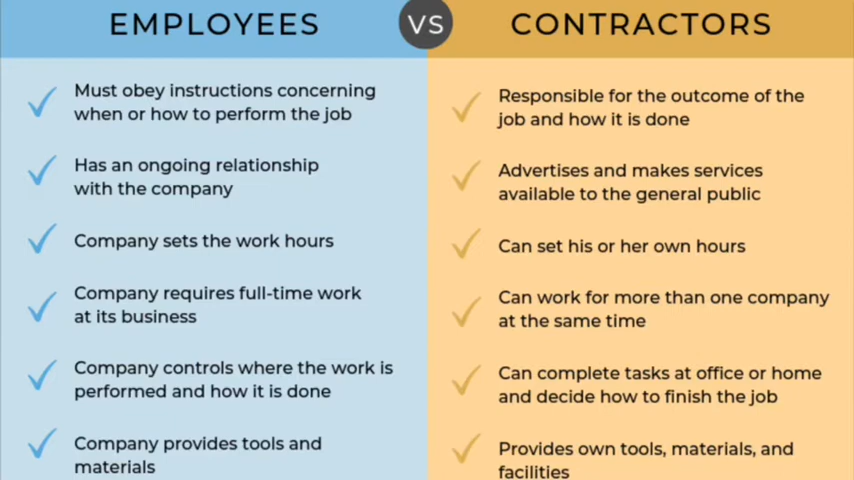 EMPLOYEES
VS
CONTRACTORS
Must obey instructions concerning
when or how to perform the job
Has an ongoing relationship
with the company
Company sets the work hours
Company requires full-time work
at its business
Company controls where the work is
performed and how it is done
Company provides tools and
materials
Responsible for the outcome of the
job and how it is done
Advertises and makes services
available to the general public
Can set his or her own hours
Can work for more than one company
at the same time
Can complete tasks at office or home
and decide how to finish the job
Provides own tools, materials, and
facilities